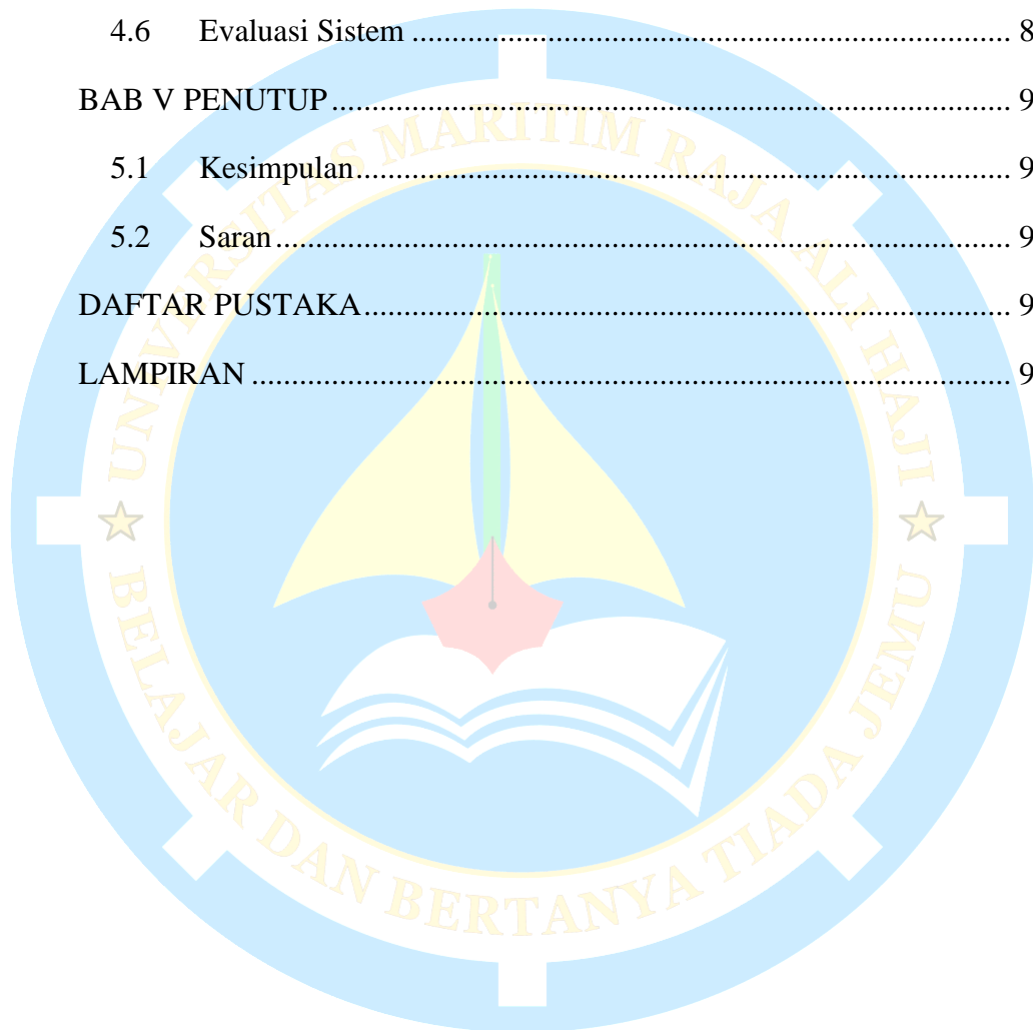 4.6 Evaluasi Sistem ........................................................................... 8
BAB V PENUTUP ..................................................................................... 9
5.1 Kesimpulan .................................................................................. 9
5.2 Saran ............................................................................................ 9
DAFTAR PUSTAKA ................................................................................. 9
LAMPIRAN ............................................................................................... 9
UNIVERSITAS MARITIM RAJA ALI HAJI
BELAJAR DAN BERTANYA TIADA JEMU